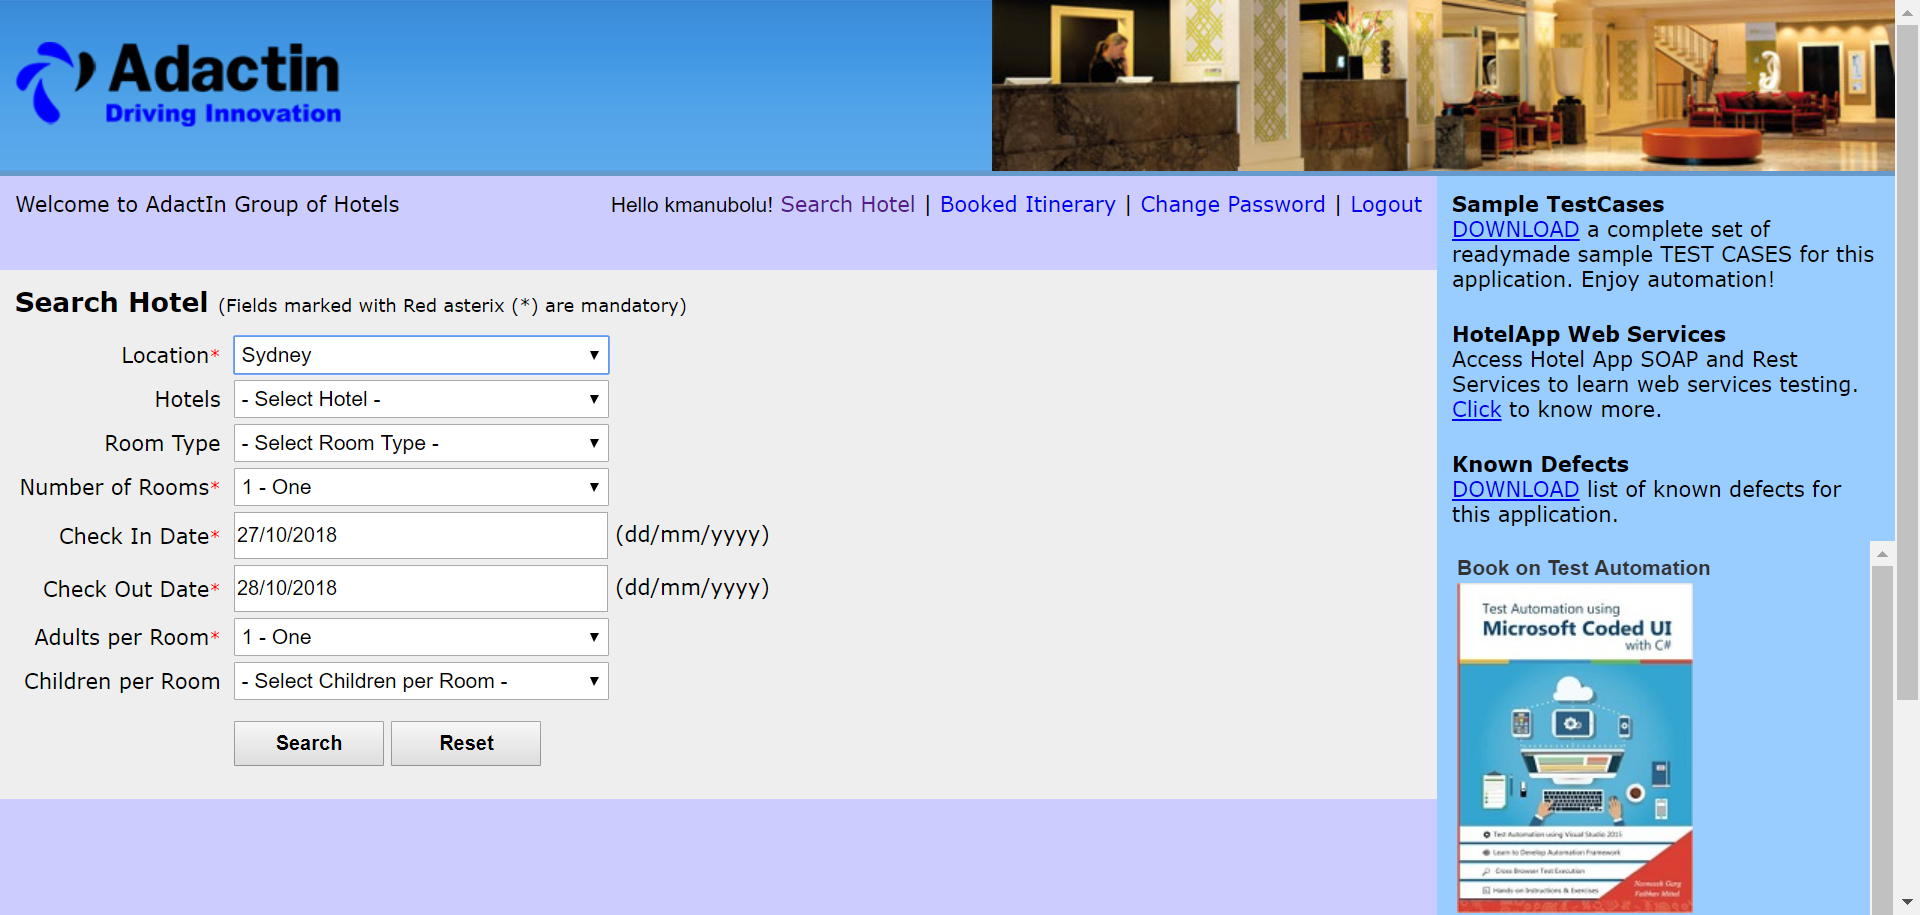 Adactin
Driving Innovation
Welcome to AdactIn Group of Hotels
Hello kmanubolu! Search Hotel | Booked Itinerary | Change Password | Logout
Search Hotel (Fields marked with Red asterix (*) are mandatory)
Location* Sydney
Hotels - Select Hotel -
Room Type - Select Room Type -
Number of Rooms* 1 - One
Check In Date* 27/10/2018 (dd/mm/yyyy)
Check Out Date* 28/10/2018 (dd/mm/yyyy)
Adults per Room* 1 - One
Children per Room - Select Children per Room -
Search Reset
Sample TestCases
DOWNLOAD a complete set of
readymade sample TEST CASES for this
application. Enjoy automation!
HotelApp Web Services
Access Hotel App SOAP and Rest
Services to learn web services testing.
Click to know more.
Known Defects
DOWNLOAD list of known defects for
this application.
Book on Test Automation
Test Automation using
Microsoft Coded UI
with C#
Test Automation using Visual Studio 2015
Learn to Develop Automation Framework
Cross Browser Test Execution
Hands-on Instructions & Exercises
Navneesh Garg
Vaibhav Mittal